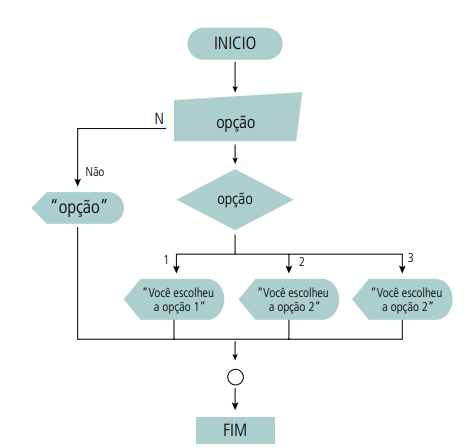 INICIO
opção
N
Não
"opção"
opção
1
2
3
"Você escolheu
a opção 1"
"Você escolheu
a opção 2"
"Você escolheu
a opção 2"
FIM